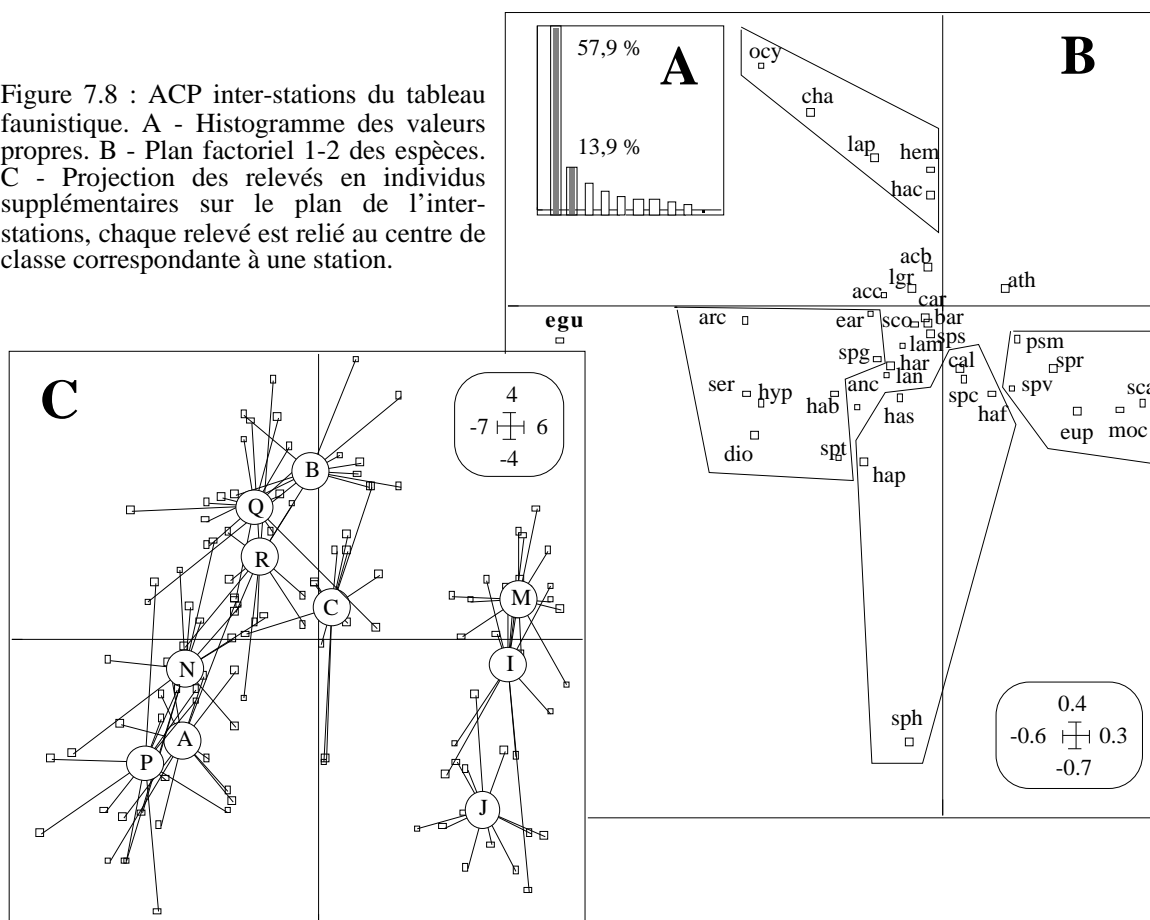 Figure 7.8 : ACP inter-stations du tableau
faunistique. A - Histogramme des valeurs
propres. B - Plan factoriel 1-2 des espèces.
C - Projection des relevés en individus
supplémentaires sur le plan de l'inter-
stations, chaque relevé est relié au centre de
classe correspondante à une station.
57,9 %
A
13,9 %
B
ocy
cha
lap
hem
hac
acb
lgr
ath
acc
car
egu
arc
ear
sco
bar
sps
lam
psm
spg
har
cal
spr
ser
hyp
hab
anc
lan
spc
spv
sca
has
haf
eup
moc
dio
spt
hap
sph
0.4
-0.6
0.3
-0.7
C
4
-7
6
-4
B
Q
R
C
M
N
I
A
P
J